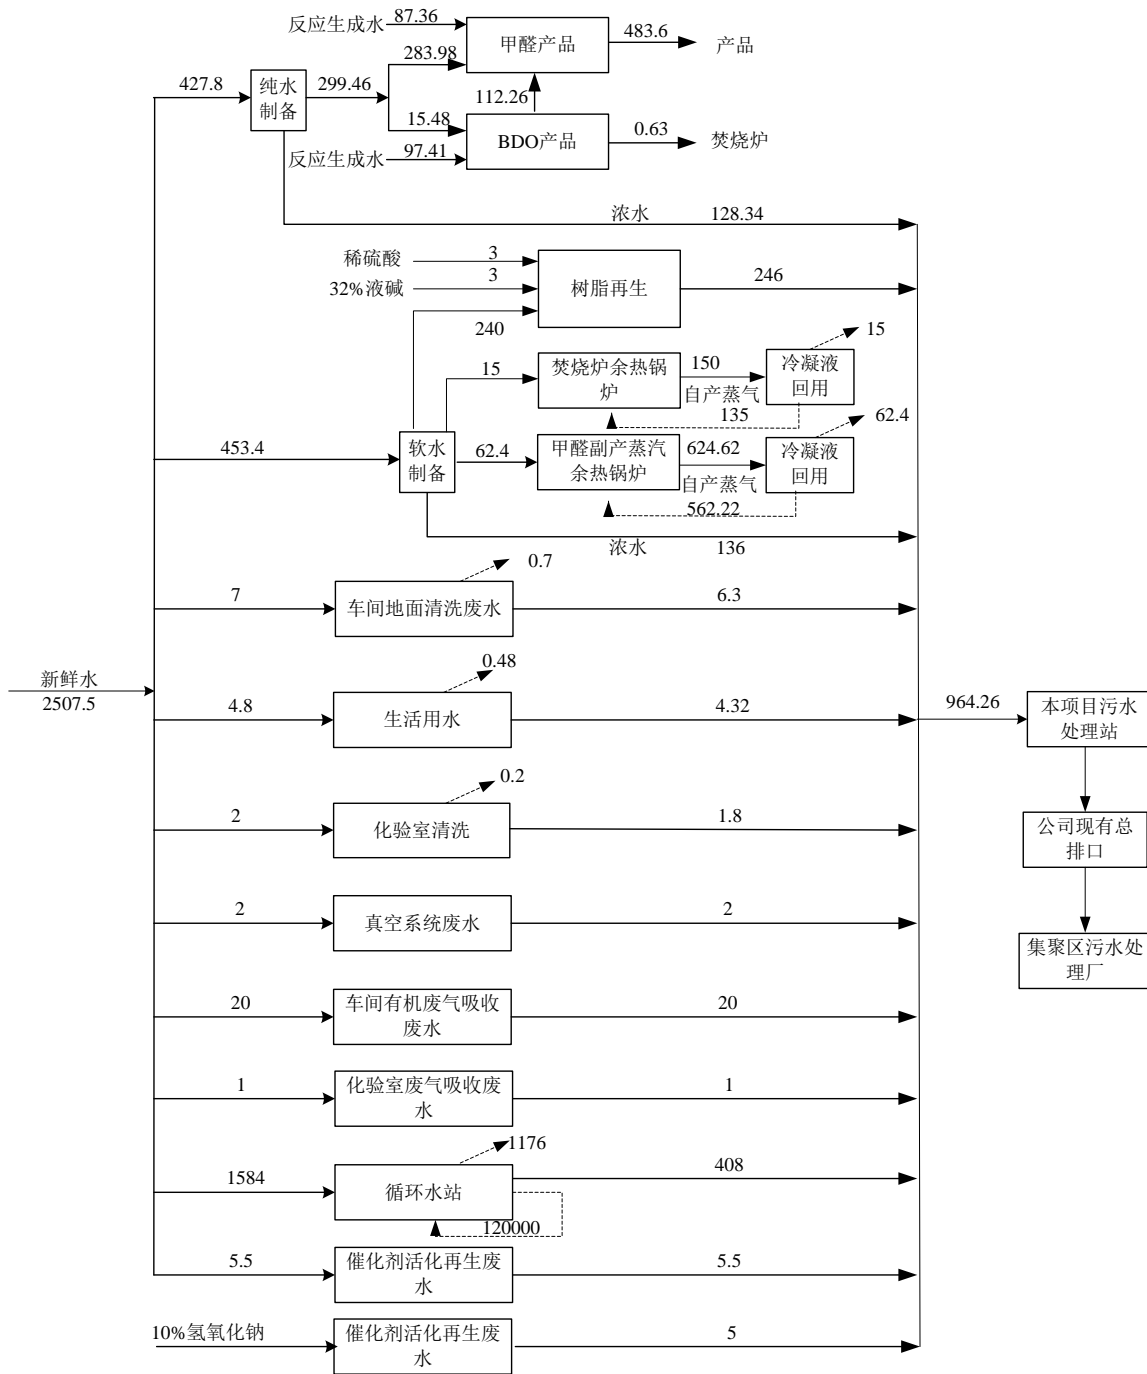 反应生成水
87.36
甲醛产品
483.6
产品
283.98
427.8
纯水
制备
299.46
112.26
15.48
BDO产品
0.63
焚烧炉
反应生成水
97.41
浓水
128.34
稀硫酸
3
32%液碱
3
树脂再生
246
240
15
焚烧炉余热锅
炉
150
自产蒸气
冷凝液
回用
15
135
453.4
软水
制备
62.4
甲醛副产蒸汽
余热锅炉
624.62
自产蒸气
冷凝液
回用
62.4
562.22
浓水
136
0.7
7
车间地面清洗废水
6.3
新鲜水
2507.5
0.48
4.8
生活用水
4.32
964.26
本项目污水
处理站
0.2
2
化验室清洗
1.8
公司现有总
排口
2
真空系统废水
2
集聚区污水处
理厂
20
车间有机废气吸收
废水
20
1
化验室废气吸收废
水
1
1176
1584
循环水站
408
120000
5.5
催化剂活化再生废
水
5.5
10%氢氧化钠
催化剂活化再生废
水
5